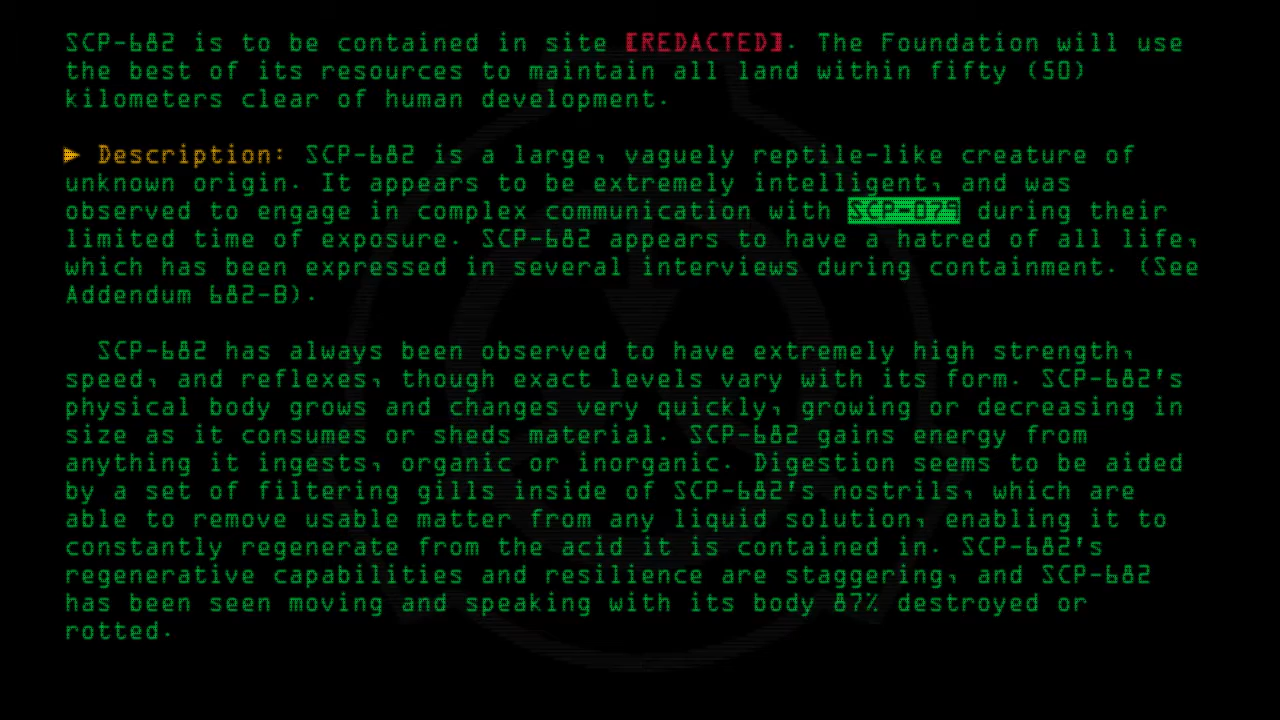 SCP-682 is to be contained in site [REDACTED]. The Foundation will use
the best of its resources to maintain all land within fifty (50)
kilometers clear of human development.
► Description: SCP-682 is a large, vaguely reptile-like creature of
unknown origin. It appears to be extremely intelligent, and was
observed to engage in complex communication with SCP-079 during their
limited time of exposure. SCP-682 appears to have a hatred of all life,
which has been expressed in several interviews during containment. (See
Addendum 682-B).
SCP-682 has always been observed to have extremely high strength,
speed, and reflexes, though exact levels vary with its form. SCP-682's
physical body grows and changes very quickly, growing or decreasing in
size as it consumes or sheds material. SCP-682 gains energy from
anything it ingests, organic or inorganic. Digestion seems to be aided
by a set of filtering gills inside of SCP-682's nostrils, which are
able to remove usable matter from any liquid solution, enabling it to
constantly regenerate from the acid it is contained in. SCP-682's
regenerative capabilities and resilience are staggering, and SCP-682
has been seen moving and speaking with its body 87% destroyed or
rotted.